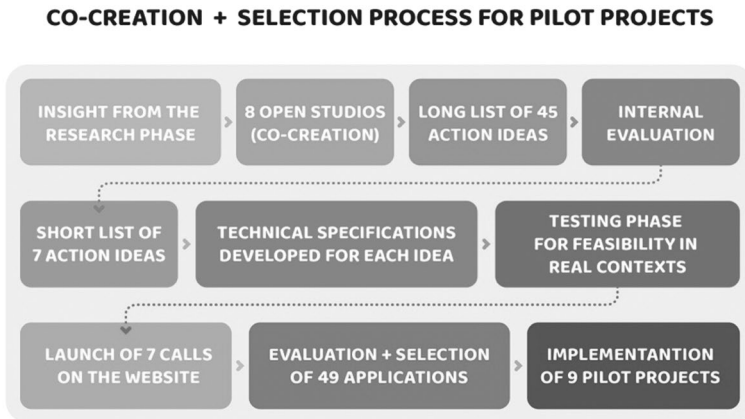 CO-CREATION + SELECTION PROCESS FOR PILOT PROJECTS
INSIGHT FROM THE
RESEARCH PHASE
8 OPEN STUDIOS
(CO-CREATION)
LONG LIST OF 45
ACTION IDEAS
INTERNAL
EVALUATION
SHORT LIST OF
7 ACTION IDEAS
TECHNICAL SPECIFICATIONS
DEVELOPED FOR EACH IDEA
TESTING PHASE
FOR FEASIBILITY IN
REAL CONTEXTS
LAUNCH OF 7 CALLS
ON THE WEBSITE
EVALUATION + SELECTION
OF 49 APPLICATIONS
IMPLEMENTANTION
OF 9 PILOT PROJECTS